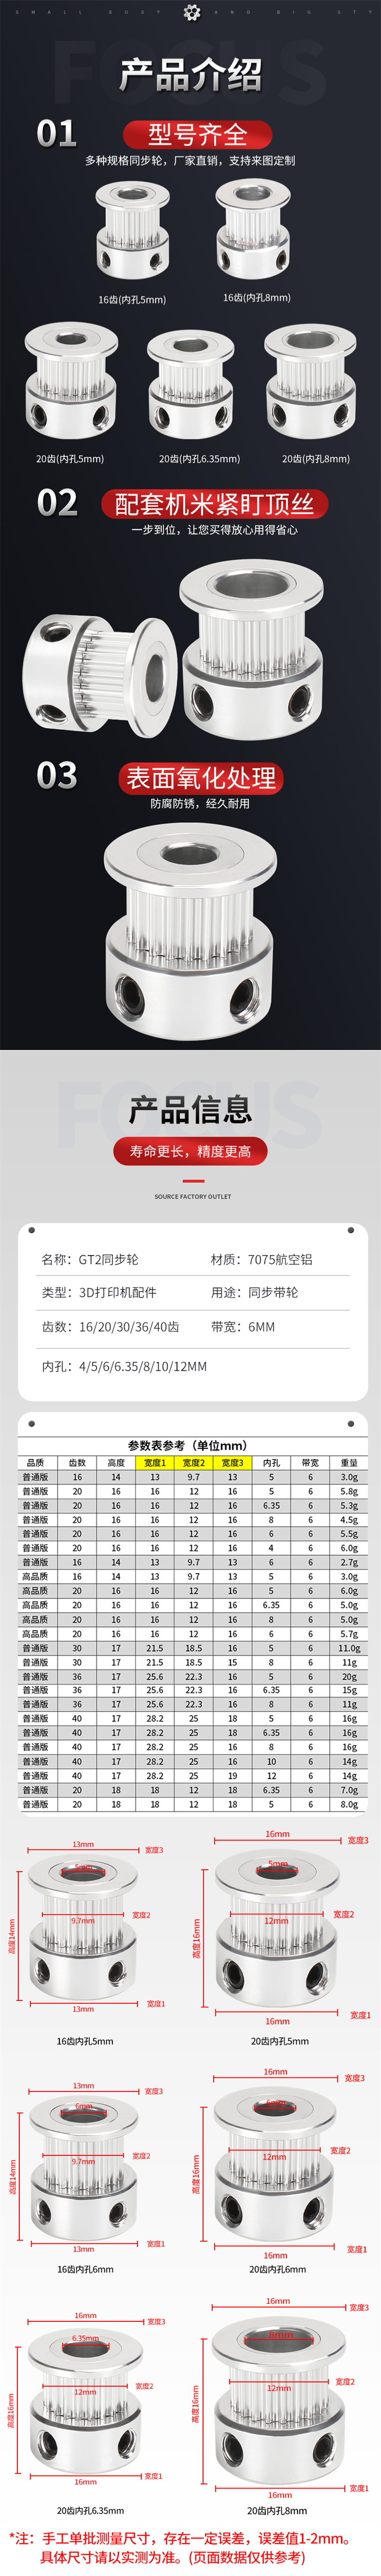 SMALL BODY AND BIG STY
FOCUS
产品介绍
01 型号齐全
多种规格同步轮，厂家直销，支持来图定制
16齿(内孔5mm) 16齿(内孔8mm)
20齿(内孔5mm) 20齿(内孔6.35mm) 20齿(内孔8mm)
02 配套机米紧盯顶丝
一步到位，让您买得放心用得省心
03 表面氧化处理
防腐防锈，经久耐用
FOCUS
产品信息
寿命更长，精度更高
SOURCE FACTORY OUTLET
名称：GT2同步轮 材质：7075航空铝
类型：3D打印机配件 用途：同步带轮
齿数：16/20/30/36/40齿 带宽：6MM
内孔：4/5/6/6.35/8/10/12MM
参数表参考（单位mm）
品质 齿数 高度 宽度1 宽度2 宽度3 内孔 带宽 重量
普通版 16 14 13 9.7 13 5 6 3.0g
普通版 20 16 16 12 16 5 6 5.8g
普通版 20 16 16 12 16 6.35 6 5.3g
普通版 20 16 16 12 16 8 6 4.5g
普通版 20 16 16 12 16 6 6 5.5g
普通版 20 16 16 12 16 4 6 6.0g
普通版 16 14 13 9.7 13 6 6 2.7g
高品质 16 14 13 9.7 13 5 6 3.0g
高品质 20 16 16 12 16 5 6 6.0g
高品质 20 16 16 12 16 6.35 6 5.0g
高品质 20 16 16 12 16 8 6 5.0g
高品质 20 16 16 12 16 6 6 5.7g
普通版 30 17 21.5 18.5 16 5 6 11.0g
普通版 30 17 21.5 18.5 15 8 6 11g
普通版 36 17 25.6 22.3 16 5 6 20g
普通版 36 17 25.6 22.3 16 6.35 6 15g
普通版 36 17 25.6 22.3 16 8 6 11g
普通版 40 17 28.2 25 18 5 6 16g
普通版 40 17 28.2 25 18 6.35 6 16g
普通版 40 17 28.2 25 16 8 6 16g
普通版 40 17 28.2 25 16 10 6 14g
普通版 40 17 28.2 25 19 12 6 14g
普通版 20 18 18 12 18 6.35 6 7.0g
普通版 20 18 18 12 18 5 6 8.0g
13mm 宽度3
5mm
高度14mm
9.7mm 宽度2
13mm 宽度1
16齿内孔5mm
16mm 宽度3
5mm
高度16mm
12mm 宽度2
16mm 宽度1
20齿内孔5mm
13mm 宽度3
6mm
高度14mm
9.7mm 宽度2
13mm 宽度1
16齿内孔6mm
16mm 宽度3
6mm
高度16mm
12mm 宽度2
16mm 宽度1
20齿内孔6mm
16mm 宽度3
6.35mm
高度16mm
12mm 宽度2
16mm 宽度1
20齿内孔6.35mm
16mm 宽度3
8mm
高度16mm
12mm 宽度2
16mm 宽度1
20齿内孔8mm
*注：手工单批测量尺寸，存在一定误差，误差值1-2mm。
具体尺寸请以实测为准。(页面数据仅供参考)